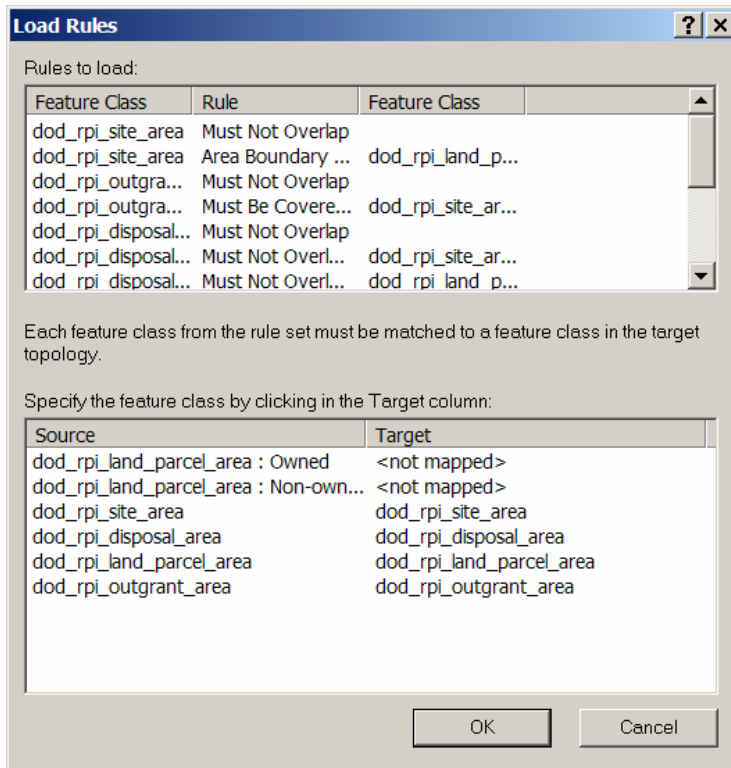 Load Rules
Rules to load:
Feature Class Rule Feature Class
dod_rpi_site_area Must Not Overlap
dod_rpi_site_area Area Boundary ... dod_rpi_land_p...
dod_rpi_outgra... Must Not Overlap
dod_rpi_outgra... Must Be Covere... dod_rpi_site_ar...
dod_rpi_disposal... Must Not Overlap
dod_rpi_disposal... Must Not Overl... dod_rpi_site_ar...
dod_rpi_disposal... Must Not Overl... dod_rpi_land_p...
Each feature class from the rule set must be matched to a feature class in the target
topology.
Specify the feature class by clicking in the Target column:
Source Target
dod_rpi_land_parcel_area : Owned <not mapped>
dod_rpi_land_parcel_area : Non-own... <not mapped>
dod_rpi_site_area dod_rpi_site_area
dod_rpi_disposal_area dod_rpi_disposal_area
dod_rpi_land_parcel_area dod_rpi_land_parcel_area
dod_rpi_outgrant_area dod_rpi_outgrant_area
OK Cancel